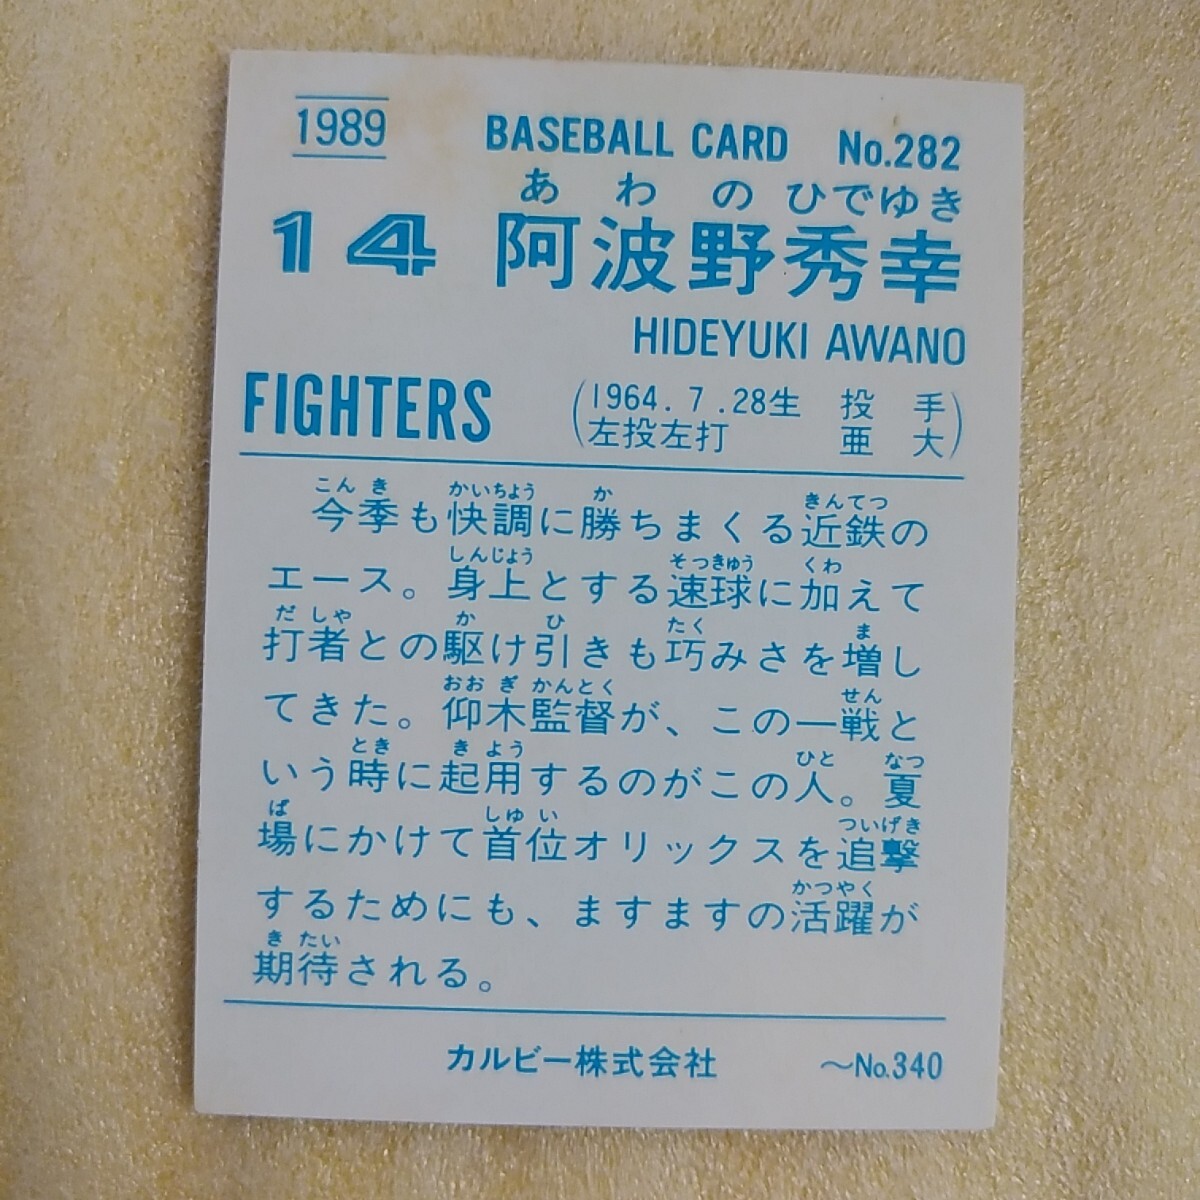 1989 BASEBALL CARD No.282
あわのひでゆき
14 阿波野秀幸
HIDEYUKI AWANO
FIGHTERS (1964.7.28生 投手
左投左打 亜大)
こんき かいちょう か きんてつ
今季も快調に勝ちまくる近鉄の
しんじょう そっきゅう くわ
エース。身上とする速球に加えて
だしゃ か ひ たく ま
打者との駆け引きも巧みさを増し
おおぎかんとく せん
てきた。仰木監督が、この一戦と
とき きよう ひと なつ
いう時に起用するのがこの人。夏
ば しゅい ついげき
場にかけて首位オリックスを追撃
かつやく
するためにも、ますますの活躍が
きたい
期待される。
カルビー株式会社 〜No.340